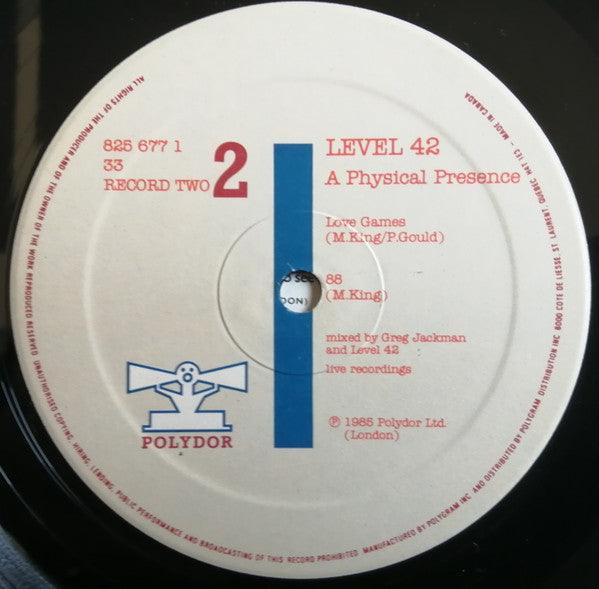 825 677 1
33
RECORD TWO
2
LEVEL 42
A Physical Presence
Love Games
(M.King/P.Gould)
88
(M.King)
mixed by Greg Jackman
and Level 42
live recordings
℗ 1985 Polydor Ltd.
(London)
POLYDOR
see
DON)
ALL RIGHTS OF THE PRODUCER AND OF THE OWNER OF THE WORK REPRODUCED RESERVED UNAUTHORISED COPYING, HIRING, LENDING, PUBLIC PERFORMANCE AND BROADCASTING OF THIS RECORD PROHIBITED MANUFACTURED BY POLYGRAM INC AND DISTRIBUTED BY POLYGRAM DISTRIBUTION INC 6000 COTE DE LIESSE, ST LAURENT, QUEBEC H4T 1E3 - MADE IN CANADA